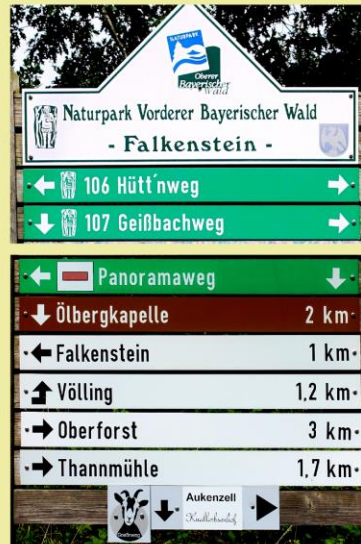 NATURPARK
Oberer
Bayerischer
Wald
Naturpark Vorderer Bayerischer Wald
- Falkenstein -
106 Hütt´nweg
107 Geißbachweg
Panoramaweg
Ölbergkapelle 2 km
Falkenstein 1 km
Völling 1,2 km
Oberforst 3 km
Thannmühle 1,7 km
Aukenzell